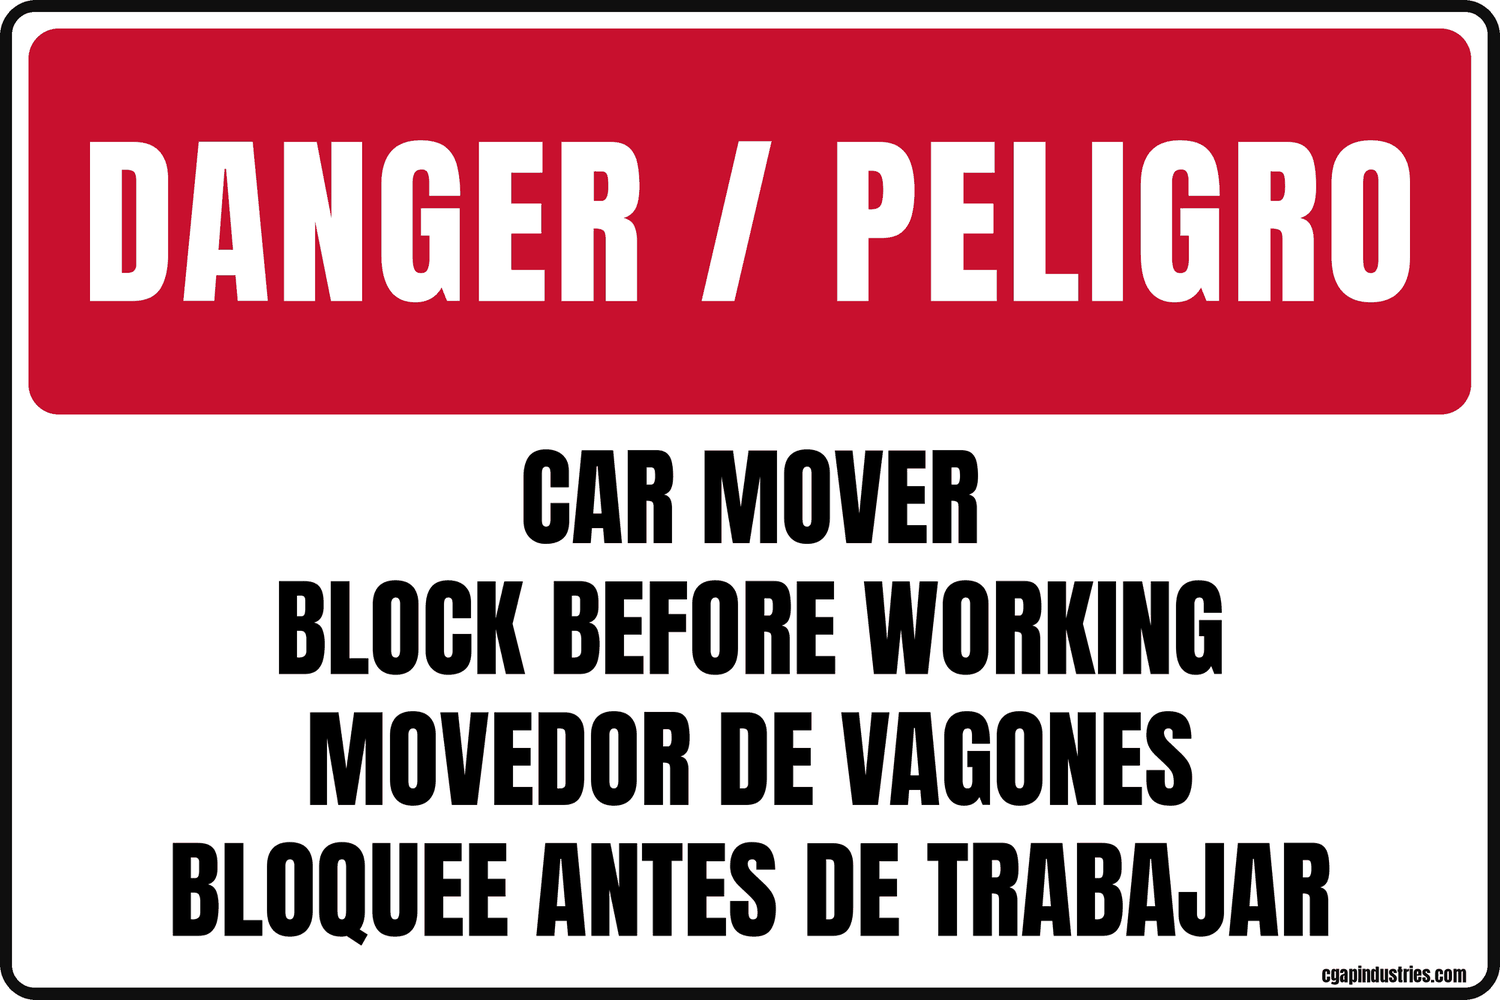 DANGER / PELIGRO
CAR MOVER
BLOCK BEFORE WORKING
MOVEDOR DE VAGONES
BLOQUEE ANTES DE TRABAJAR
cgapindustries.com